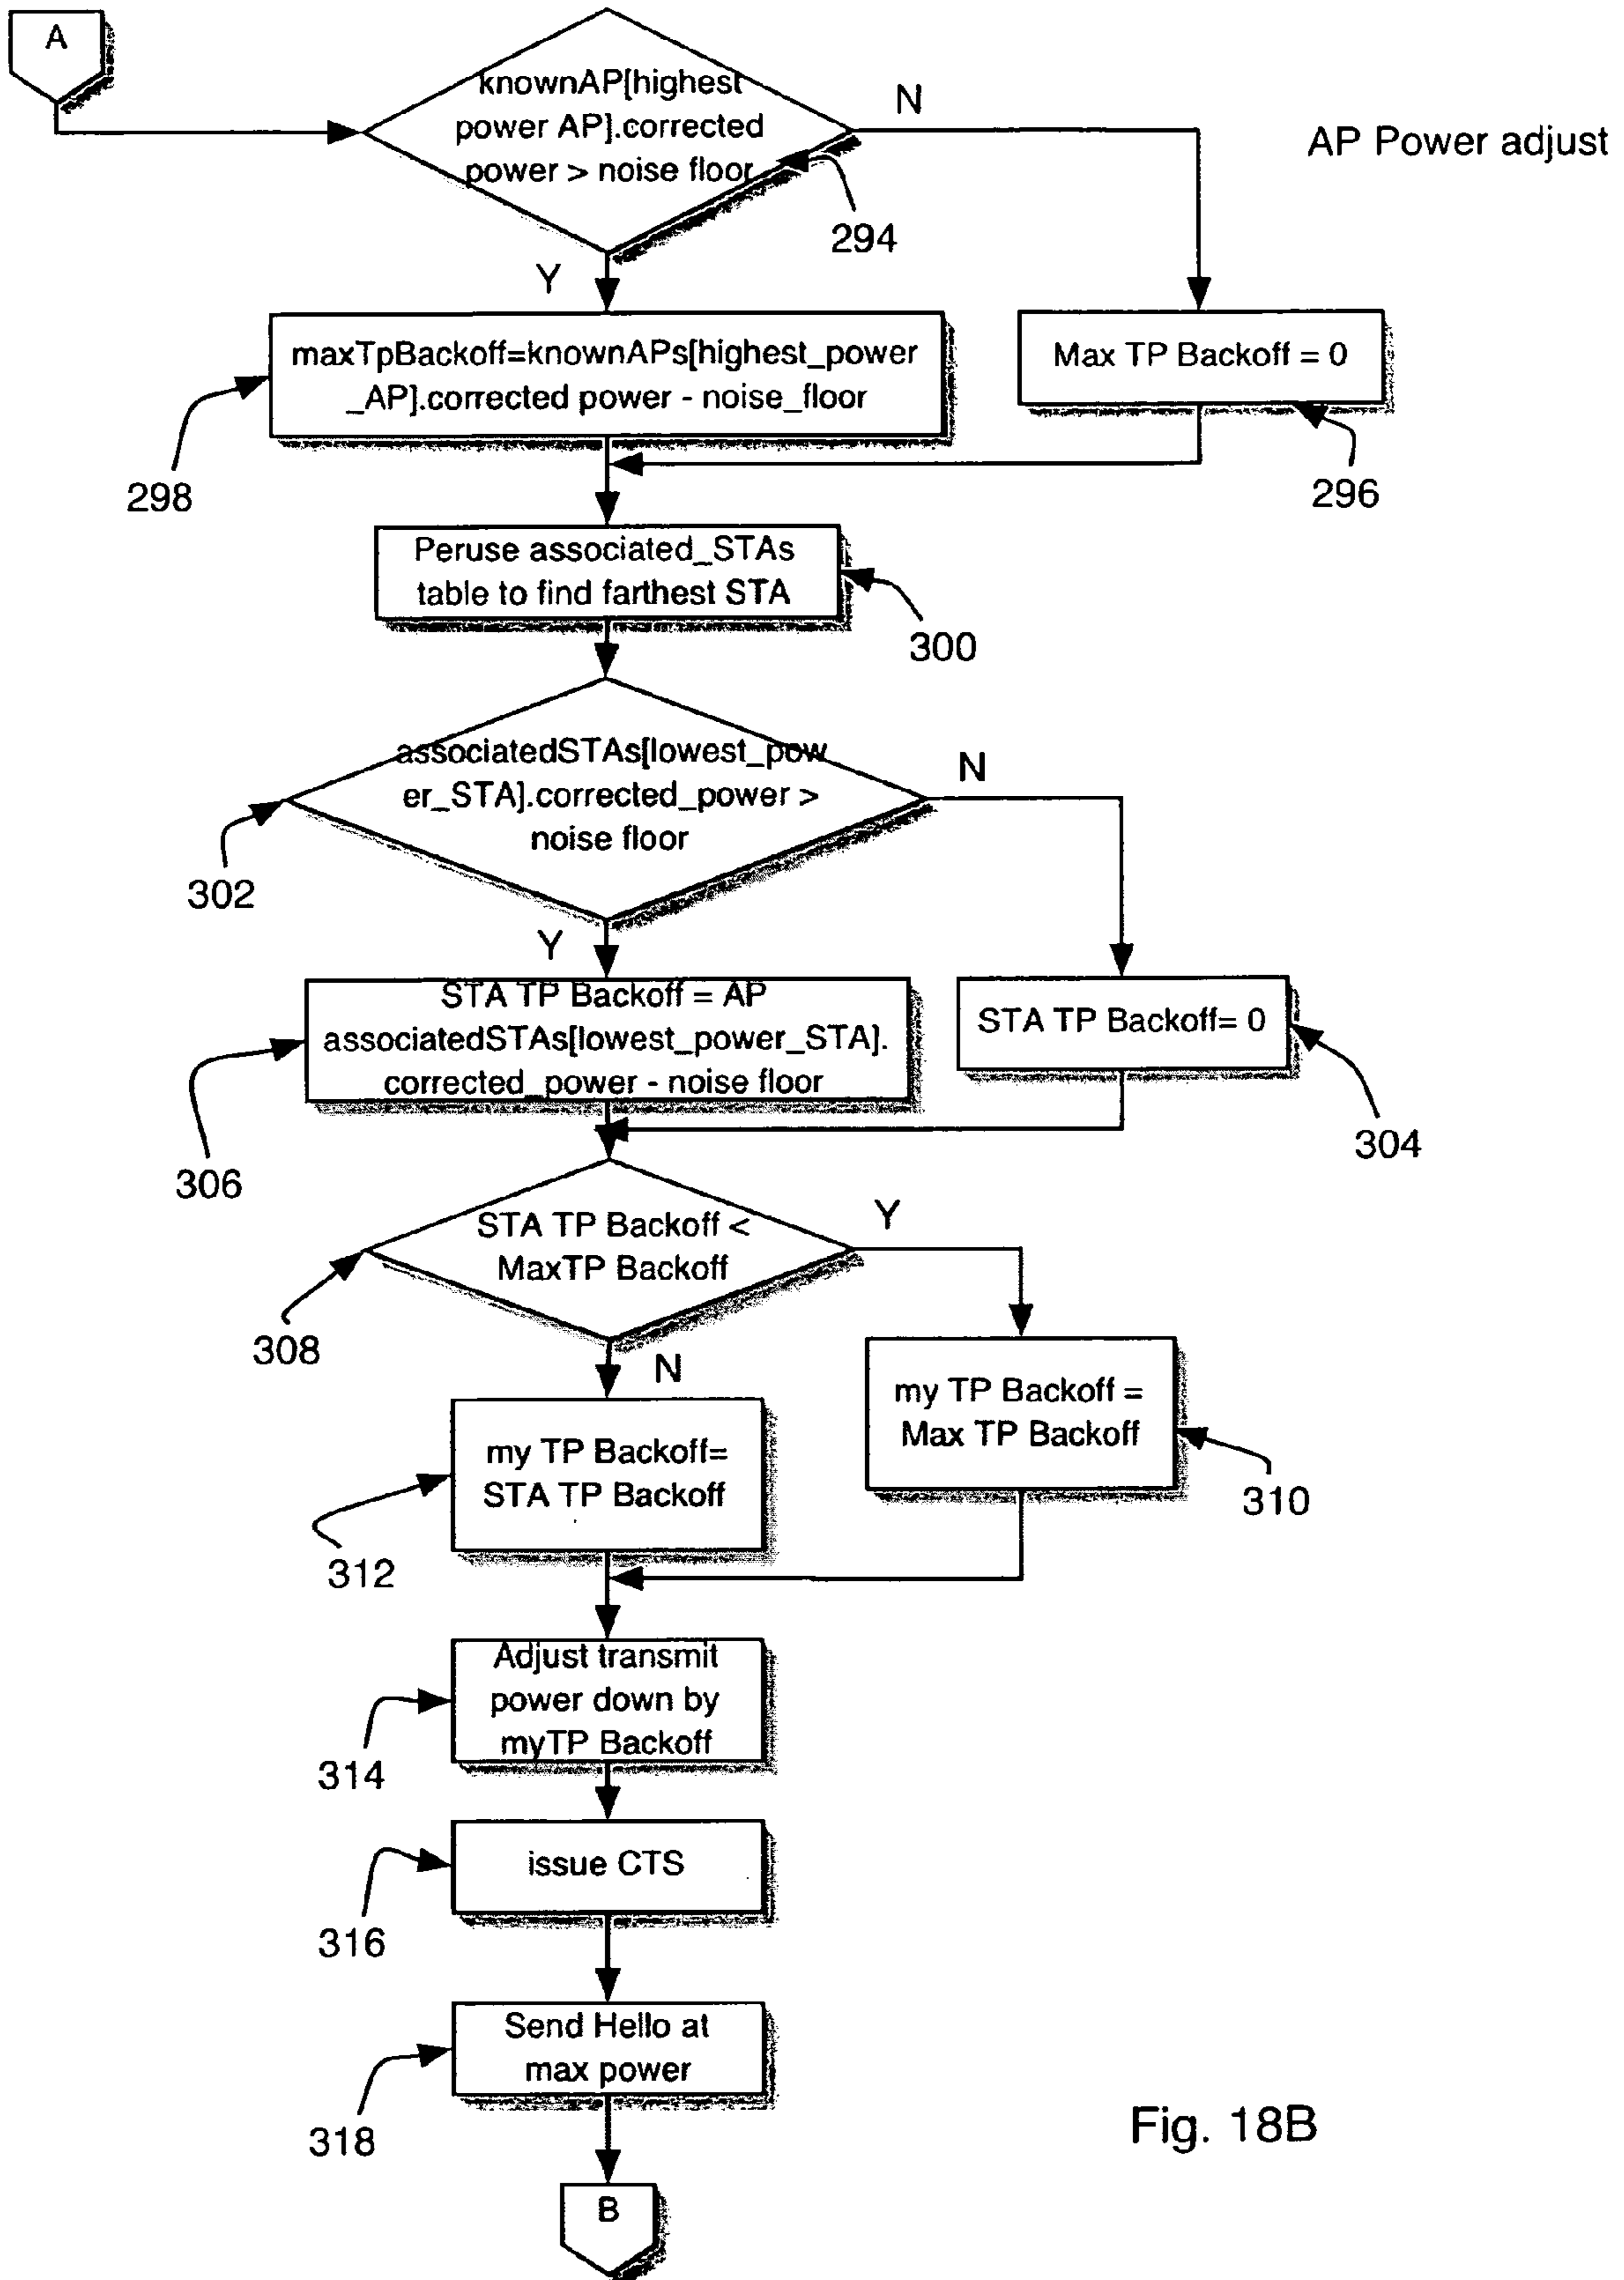 A
knownAP[highest
power AP].corrected
power > noise floor
N
AP Power adjust
294
Y
maxTpBackoff=knownAPs[highest_power
_AP].corrected power - noise_floor
Max TP Backoff = 0
298
296
Peruse associated_STAs
table to find farthest STA
300
associatedSTAs[lowest_pow
er_STA].corrected_power >
noise floor
N
302
Y
STA TP Backoff = AP
associatedSTAs[lowest_power_STA].
corrected_power - noise floor
STA TP Backoff= 0
304
306
STA TP Backoff <
MaxTP Backoff
Y
308
N
my TP Backoff =
Max TP Backoff
my TP Backoff=
STA TP Backoff
310
312
Adjust transmit
power down by
myTP Backoff
314
issue CTS
316
Send Hello at
max power
318
Fig. 18B
B